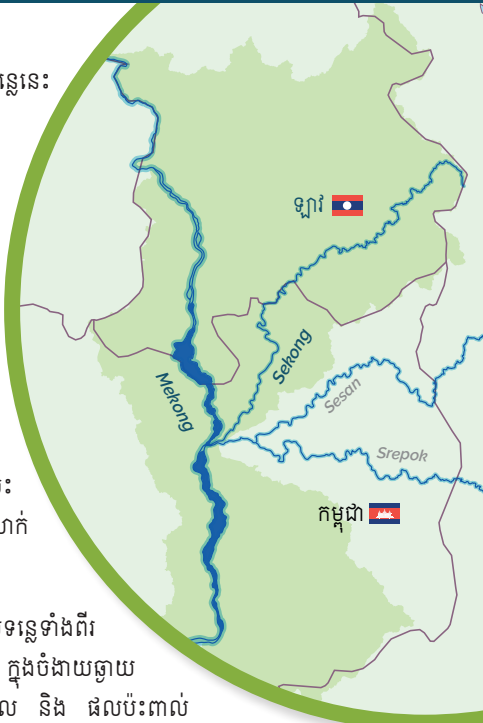 ន្លេនេះ
ឡាវ
Sekong
Mekong
Sesan
Srepok
កម្ពុជា
ទន្លេទាំងពីរ
ក្នុងចំងាយឆ្ងាយ
ល និង ផលប៉ះពាល់